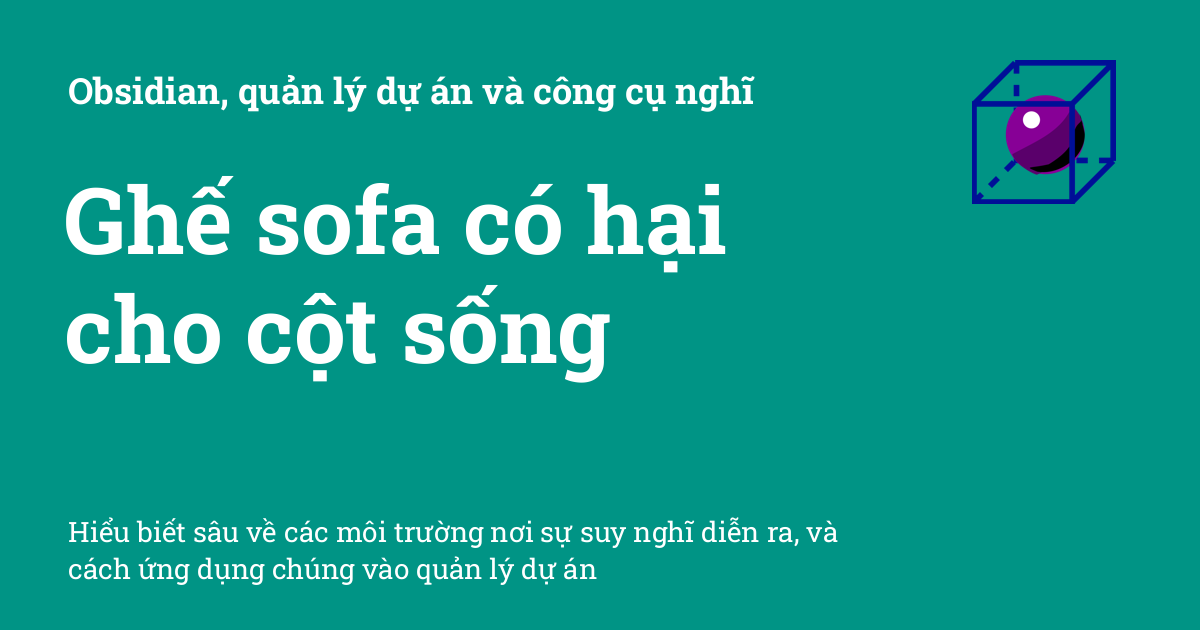 Obsidian, quản lý dự án và công cụ nghĩ
Ghế sofa có hại
cho cột sống
Hiểu biết sâu về các môi trường nơi sự suy nghĩ diễn ra, và
cách ứng dụng chúng vào quản lý dự án